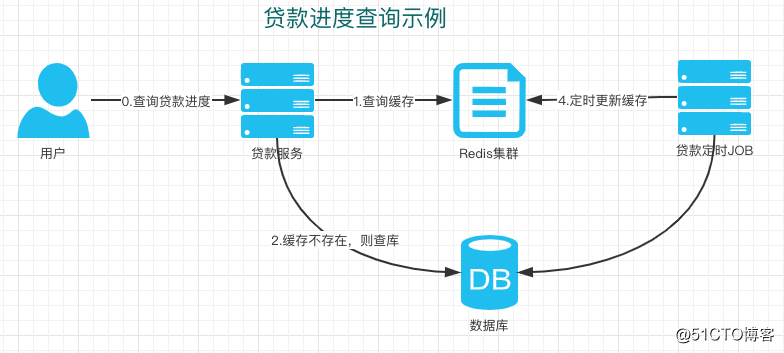 贷款进度查询示例
0.查询贷款进度
1.查询缓存
4.定时更新缓存
用户
贷款服务
Redis集群
贷款定时JOB
2.缓存不存在，则查库
DB
数据库
@51CTO博客